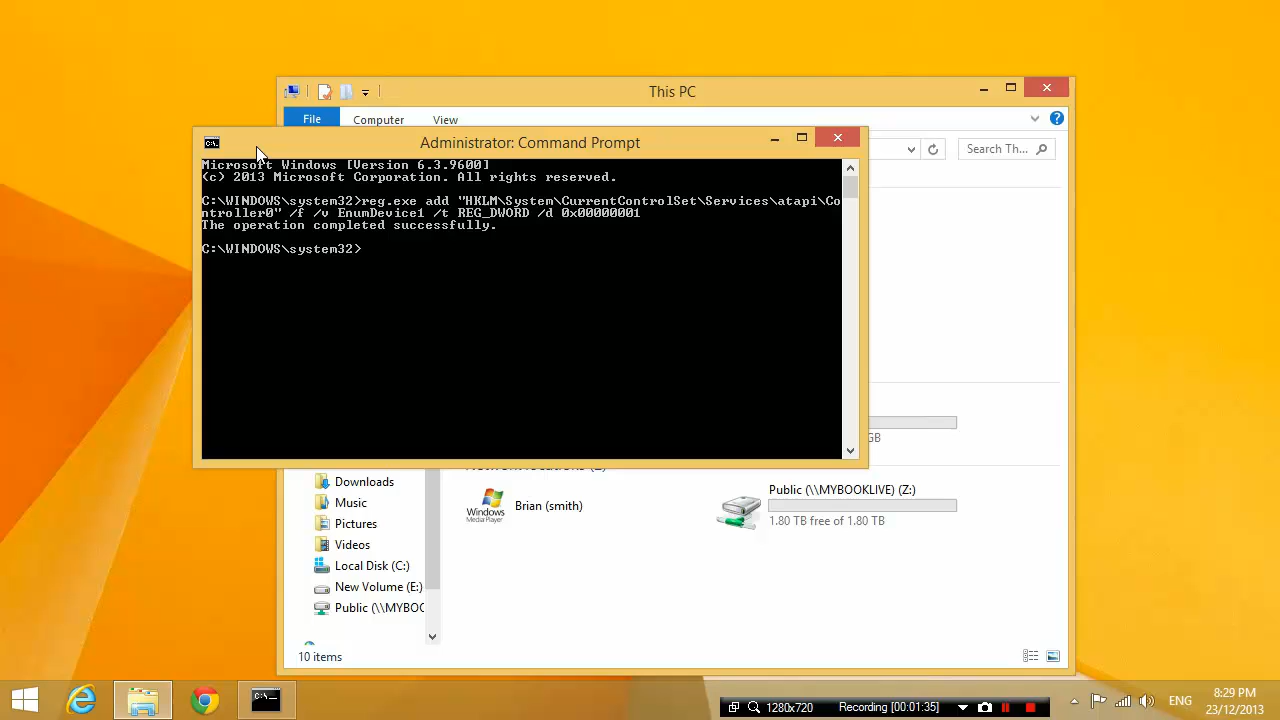 This PC
File
Computer
View
Search Th...
Administrator: Command Prompt
Microsoft Windows [Version 6.3.9600]
(c) 2013 Microsoft Corporation. All rights reserved.
C:\WINDOWS\system32>reg.exe add "HKLM\System\CurrentControlSet\Services\atapi\Co
ntroller0" /f /v EnumDevice1 /t REG_DWORD /d 0x00000001
The operation completed successfully.
C:\WINDOWS\system32>
GB
Downloads
Music
Pictures
Videos
Local Disk (C:)
New Volume (E:)
Public (\\MYBOO
Windows
Media Player
Brian (smith)
Public (\\MYBOOKLIVE) (Z:)
1.80 TB free of 1.80 TB
10 items
1280x720
Recording [00:01:35]
ENG
8:29 PM
23/12/2013